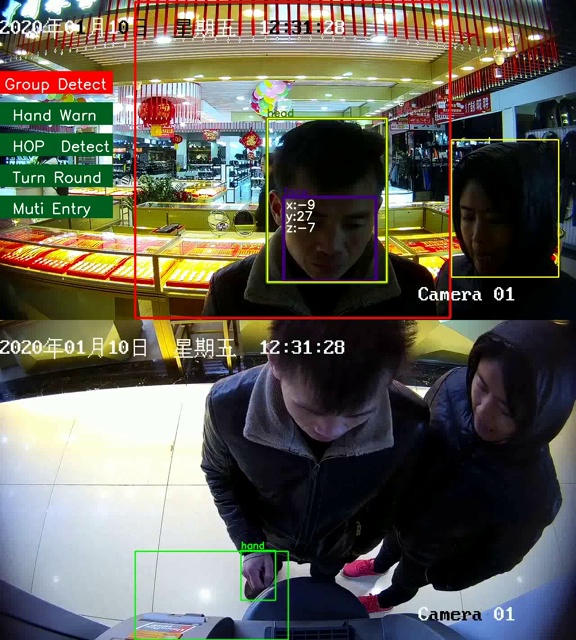 2020年01月10日 星期五 12:31:28
Group Detect
Hand Warn
HOP Detect
Turn Round
Muti Entry
head
x:-9
y:27
z:-7
Camera 01
2020年01月10日 星期五 12:31:28
hand
Camera 01